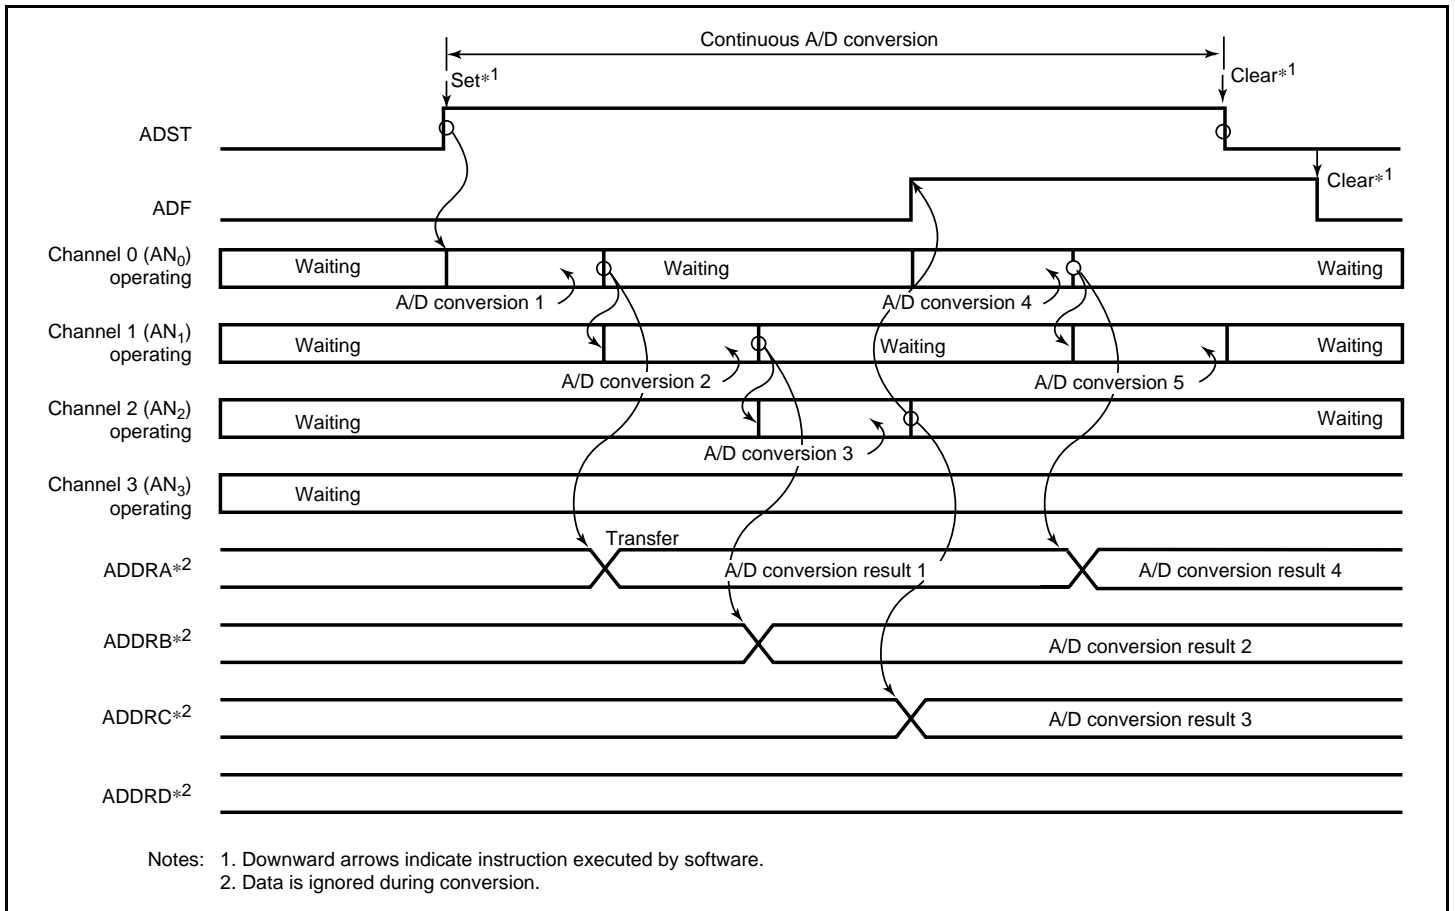 Continuous A/D conversion
Set*1
Clear*1
ADST
Clear*1
ADF
Channel 0 (AN0)
operating
Waiting
Waiting
Waiting
A/D conversion 1
A/D conversion 4
Channel 1 (AN1)
operating
Waiting
Waiting
Waiting
A/D conversion 2
A/D conversion 5
Channel 2 (AN2)
operating
Waiting
Waiting
A/D conversion 3
Channel 3 (AN3)
operating
Waiting
Transfer
ADDRA*2
A/D conversion result 1
A/D conversion result 4
ADDRB*2
A/D conversion result 2
ADDRC*2
A/D conversion result 3
ADDRD*2
Notes: 1. Downward arrows indicate instruction executed by software.
2. Data is ignored during conversion.